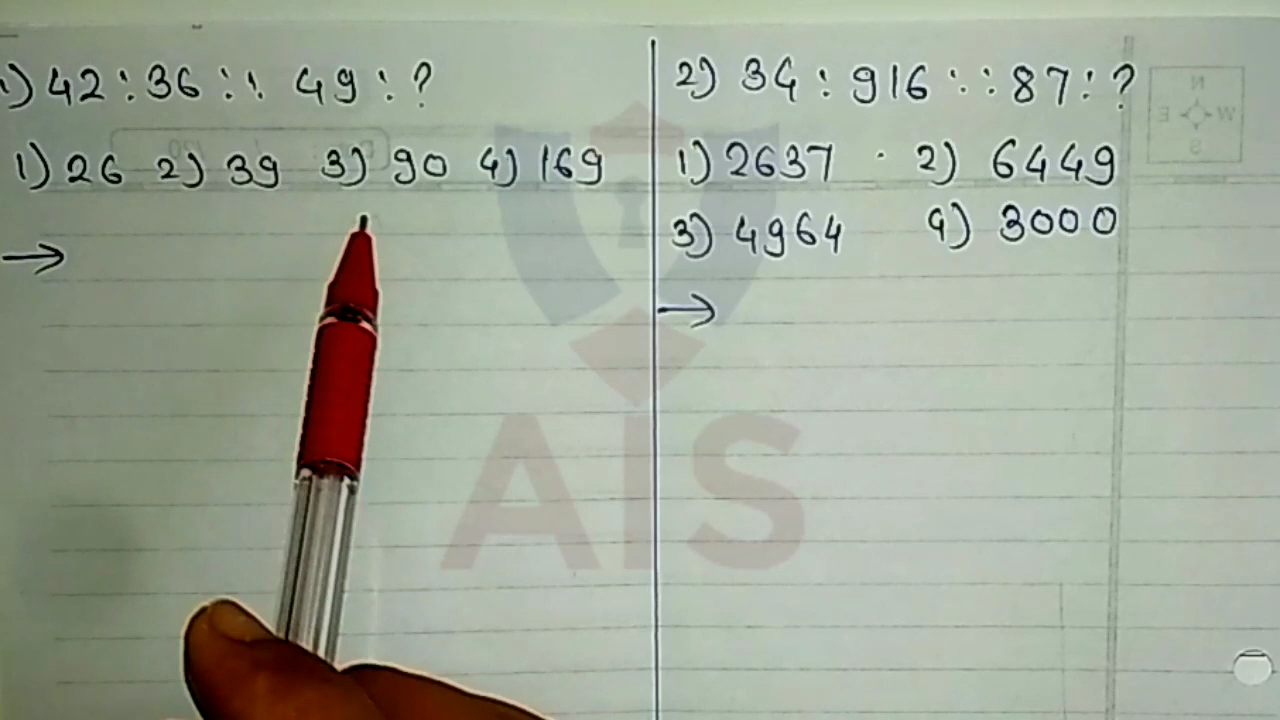 1) 42 : 36 : : 49 : ?
1) 26 2) 39 3) 90 4) 169
→
2) 34 : 916 : : 87 : ?
1) 2637 2) 6449
3) 4964 4) 3000
→
AIS